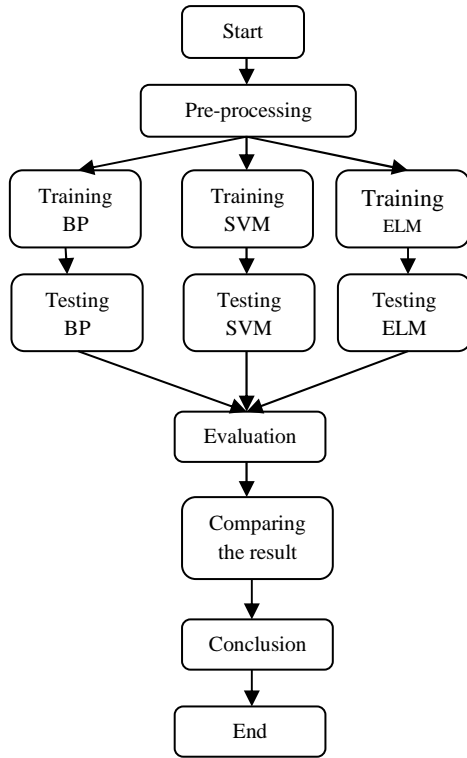 Start
Pre-processing
Training
BP
Training
SVM
Training
ELM
Testing
BP
Testing
SVM
Testing
ELM
Evaluation
Comparing
the result
Conclusion
End